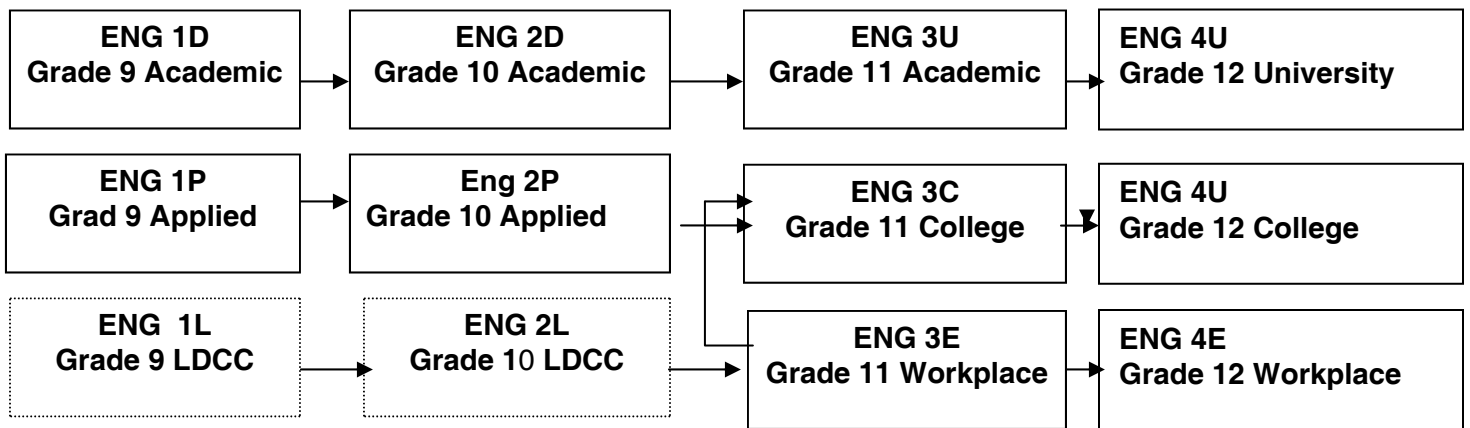 ENG 1D
Grade 9 Academic
ENG 2D
Grade 10 Academic
ENG 3U
Grade 11 Academic
ENG 4U
Grade 12 University
ENG 1P
Grad 9 Applied
Eng 2P
Grade 10 Applied
ENG 3C
Grade 11 College
ENG 4U
Grade 12 College
ENG 1L
Grade 9 LDCC
ENG 2L
Grade 10 LDCC
ENG 3E
Grade 11 Workplace
ENG 4E
Grade 12 Workplace